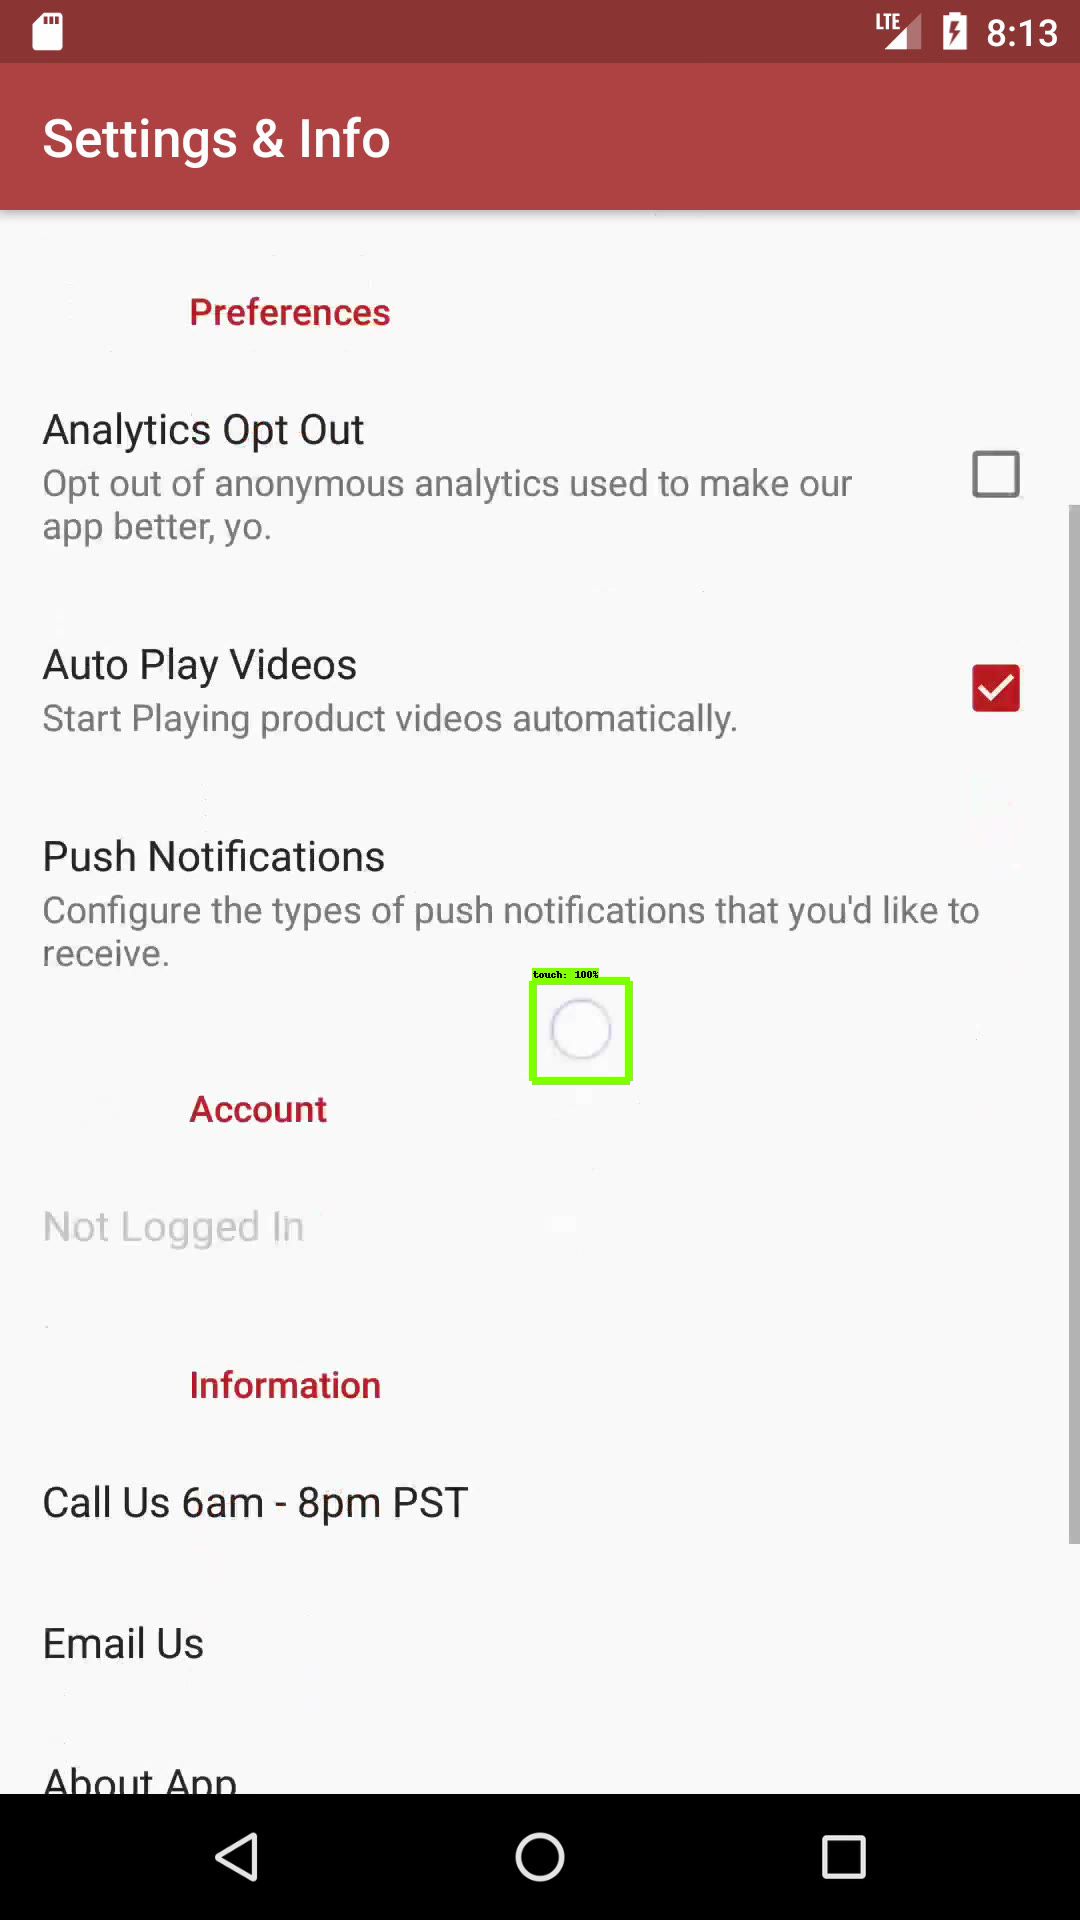 LTE 8:13
Settings & Info
Preferences
Analytics Opt Out
Opt out of anonymous analytics used to make our
app better, yo.
Auto Play Videos
Start Playing product videos automatically.
Push Notifications
Configure the types of push notifications that you'd like to
receive.
touch: 100%
Account
Not Logged In
Information
Call Us 6am - 8pm PST
Email Us
About App